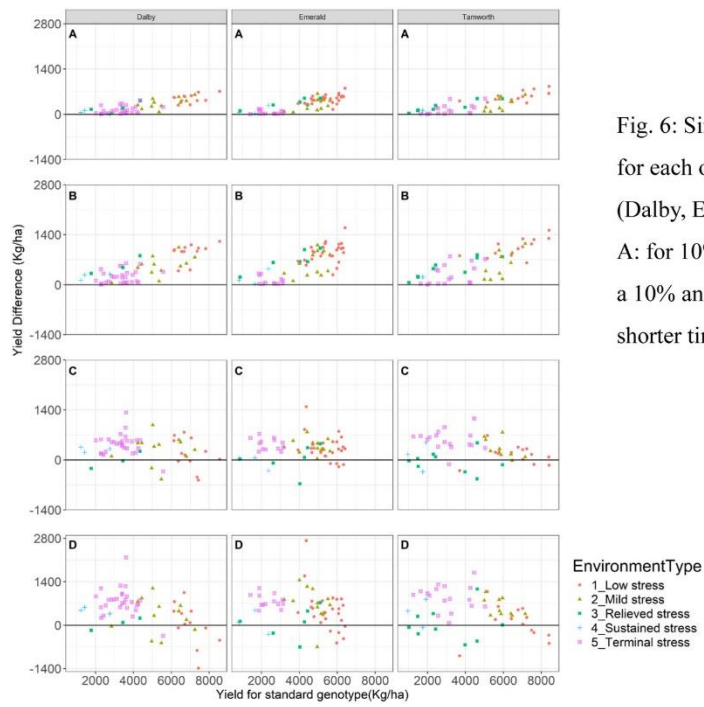 Dalby Emerald Tamworth
A A A
2800
1400
0
-1400
B B B
2800
1400
0
-1400
C C C
2800
1400
0
-1400
D D D
2800
1400
0
-1400
Yield Difference (Kg/ha)
2000 4000 6000 8000 2000 4000 6000 8000 2000 4000 6000 8000
Yield for standard genotype(Kg/ha)
EnvironmentType
1_Low stress
2_Mild stress
3_Relieved stress
4_Sustained stress
5_Terminal stress
for each o
(Dalby, E
A: for 10%
a 10% an
shorter tin